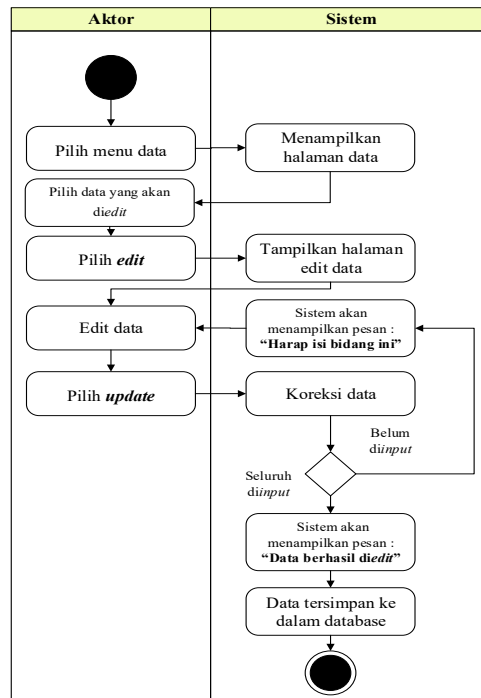 Aktor
Sistem
Pilih menu data
Menampilkan
halaman data
Pilih data yang akan
diedit
Pilih edit
Tampilkan halaman
edit data
Edit data
Sistem akan
menampilkan pesan :
“Harap isi bidang ini”
Pilih update
Koreksi data
Belum
diinput
Seluruh
diinput
Sistem akan
menampilkan pesan :
“Data berhasil diedit”
Data tersimpan ke
dalam database